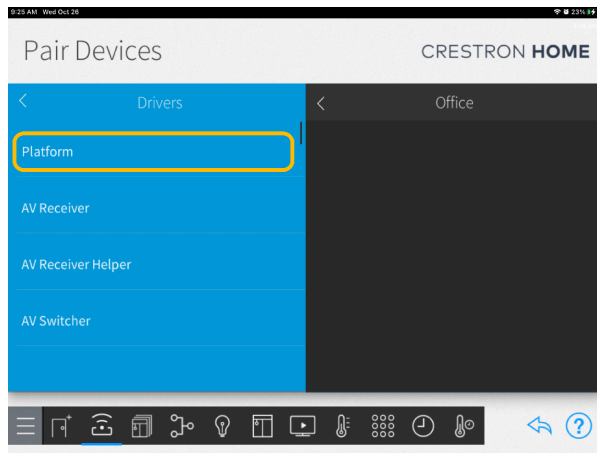 9:25 AM Wed Oct 26
23%
Pair Devices
CRESTRON HOME
Drivers
Office
Platform
AV Receiver
AV Receiver Helper
AV Switcher
?